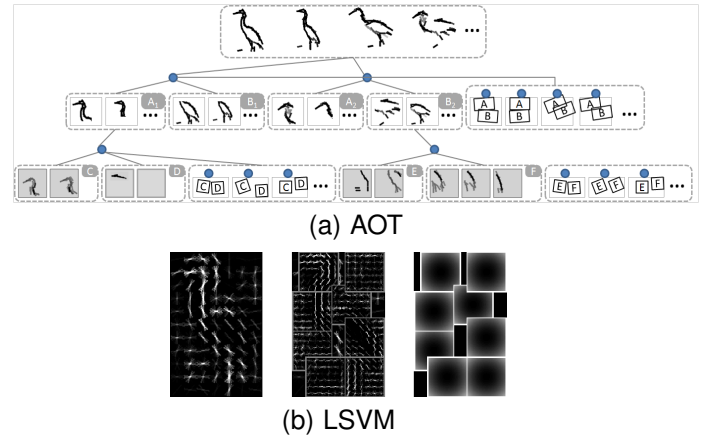 •••
A₁ B₁ A₂ B₂
••• ••• ••• •••
A A A A
B B B B •••
C D E F
C D C D C D ••• E F E F E F •••
(a) AOT
(b) LSVM